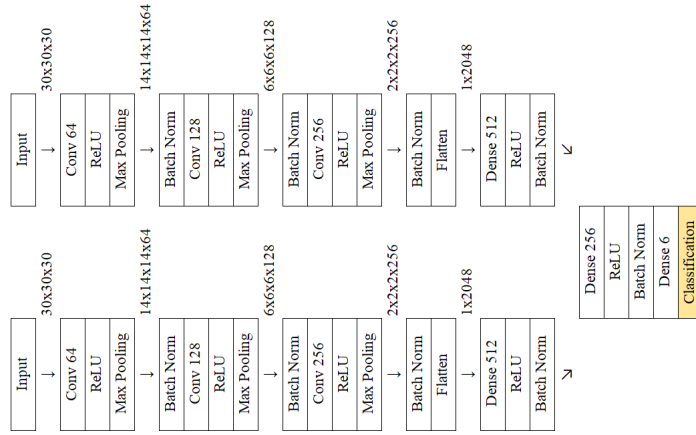 Input
30x30x30
Conv 64
ReLU
Max Pooling
14x14x14x64
Batch Norm
Conv 128
ReLU
Max Pooling
6x6x6x128
Batch Norm
Conv 256
ReLU
Max Pooling
2x2x2x256
Batch Norm
Flatten
1x2048
Dense 512
ReLU
Batch Norm
Input
30x30x30
Conv 64
ReLU
Max Pooling
14x14x14x64
Batch Norm
Conv 128
ReLU
Max Pooling
6x6x6x128
Batch Norm
Conv 256
ReLU
Max Pooling
2x2x2x256
Batch Norm
Flatten
1x2048
Dense 512
ReLU
Batch Norm
Dense 256
ReLU
Batch Norm
Dense 6
Classification